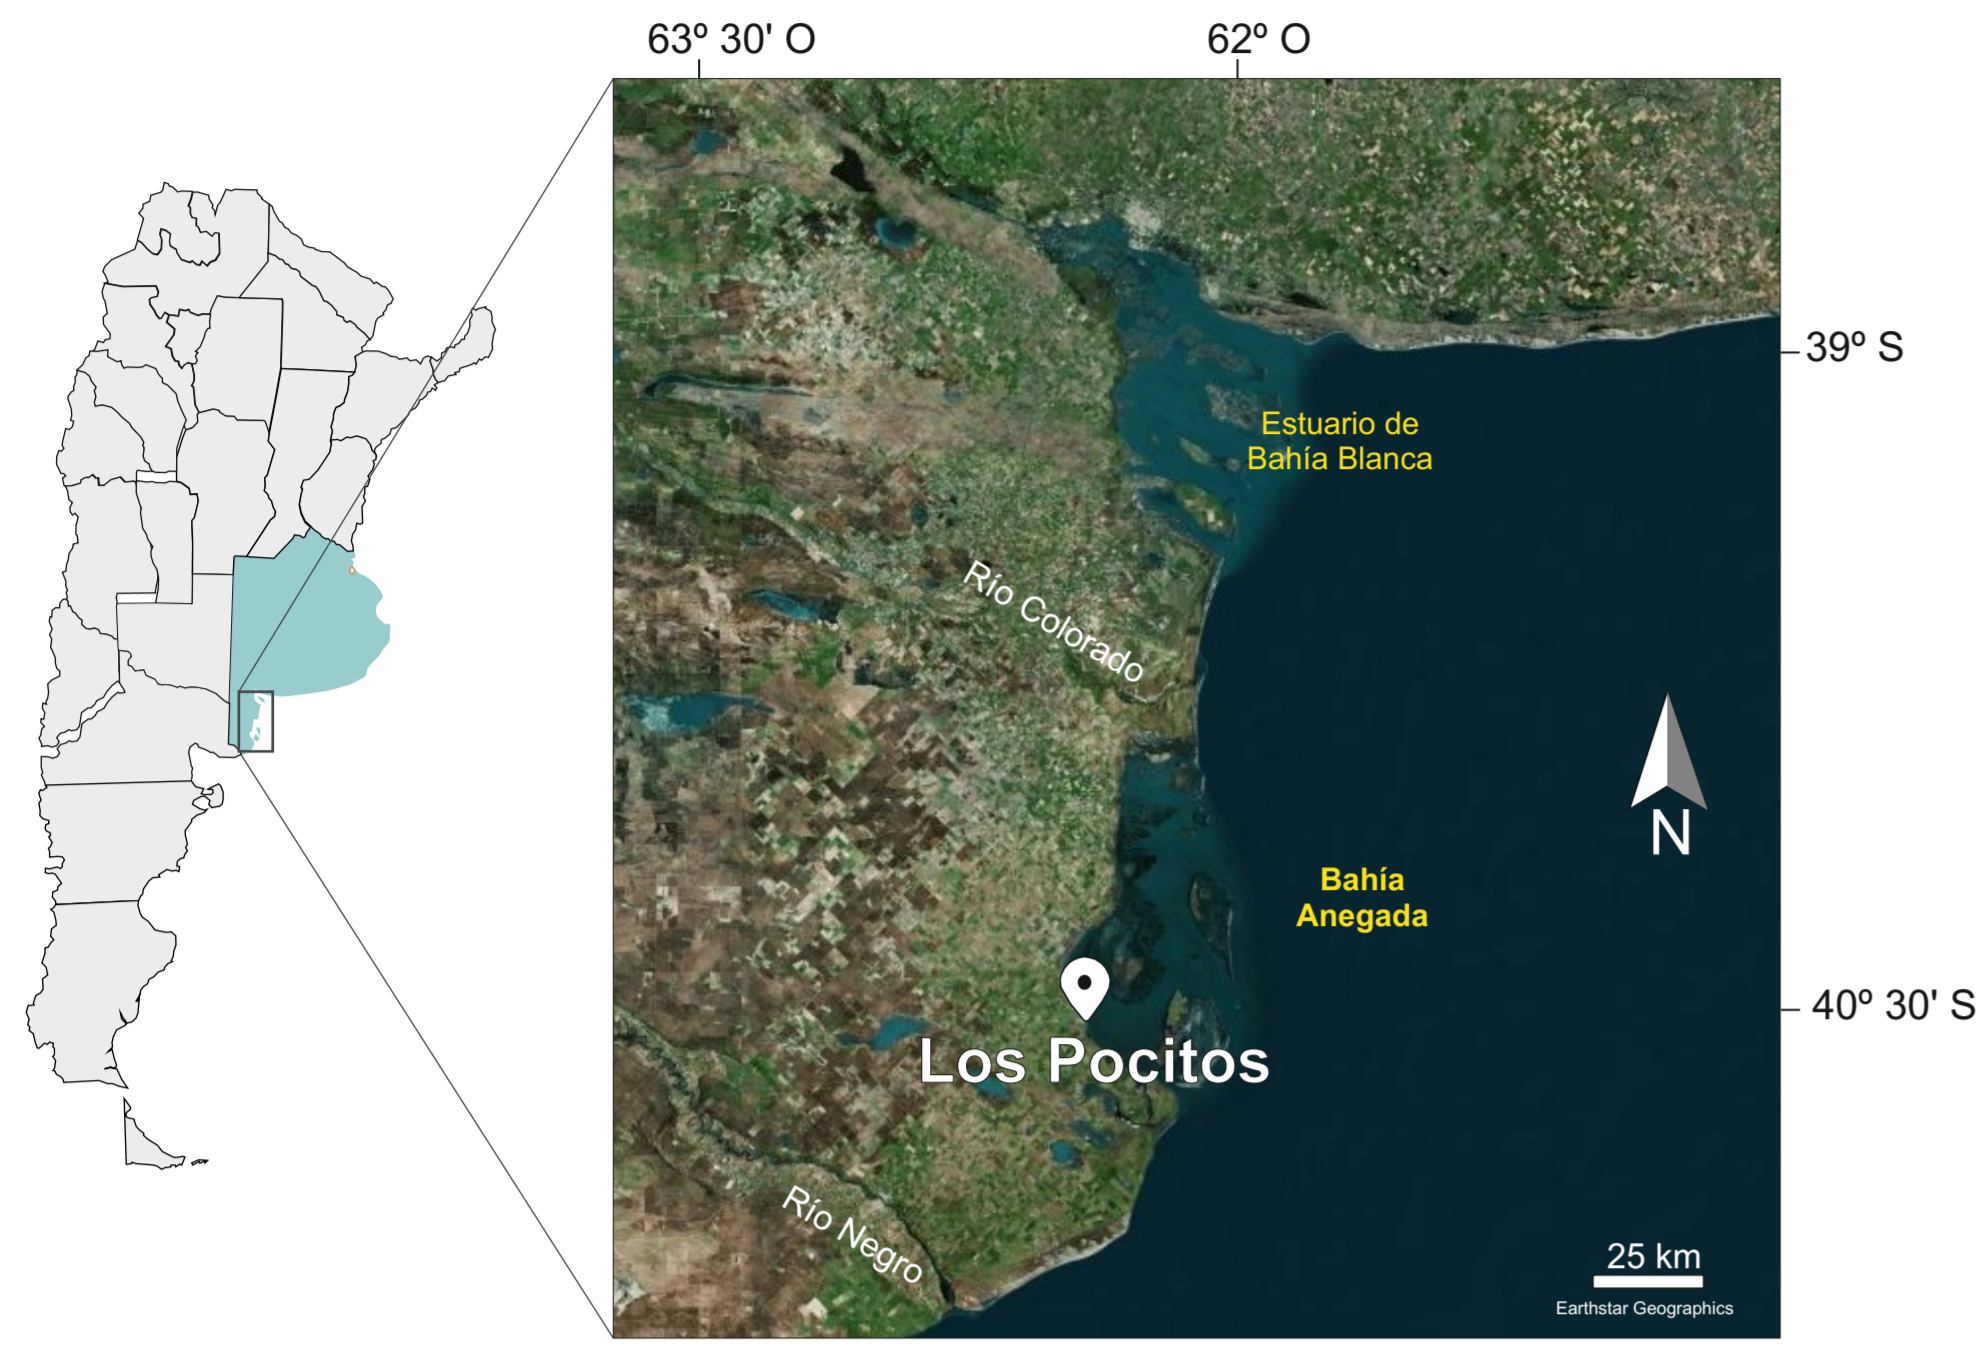 63º 30' O
62º O
39º S
Estuario de
Bahía Blanca
Río Colorado
N
Bahía
Anegada
40º 30' S
Los Pocitos
Río Negro
25 km
Earthstar Geographics